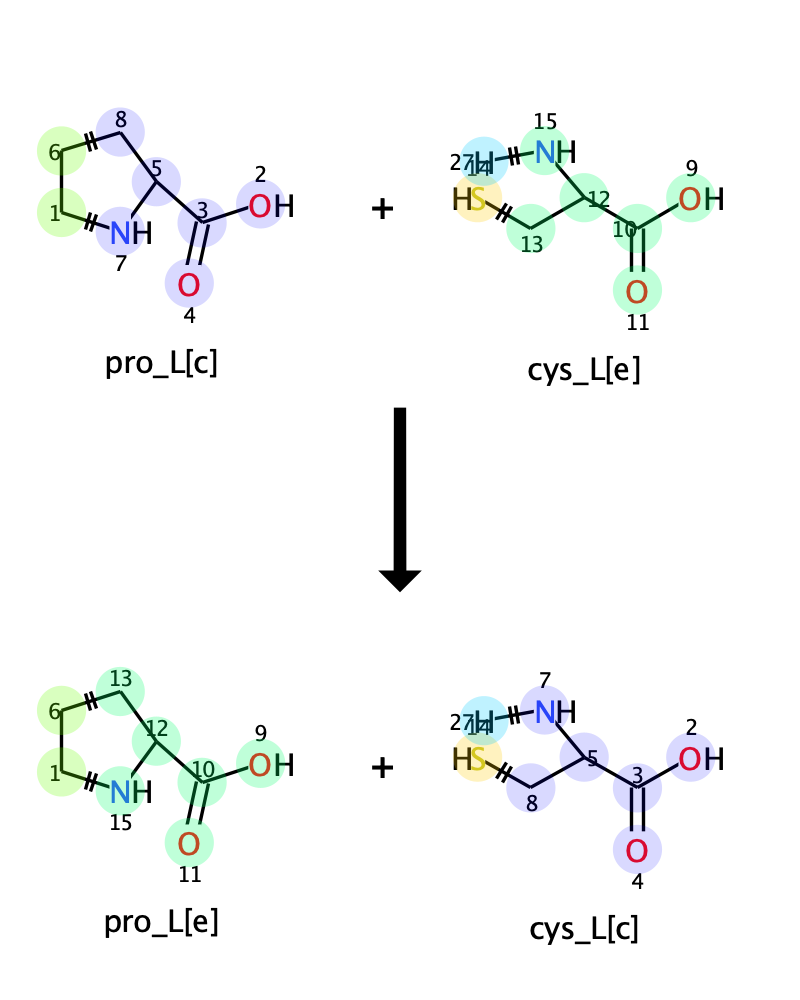 8
6 5 2
1 3 OH
NH
7 O
4
pro_L[c]
+
15
27 H NH 9
14
HS 12 OH
10
13 O
11
cys_L[e]
13
6 12 9
1 10 OH
NH
15 O
11
pro_L[e]
+
7
27 H NH 2
14
HS 5 OH
3
8 O
4
cys_L[c]